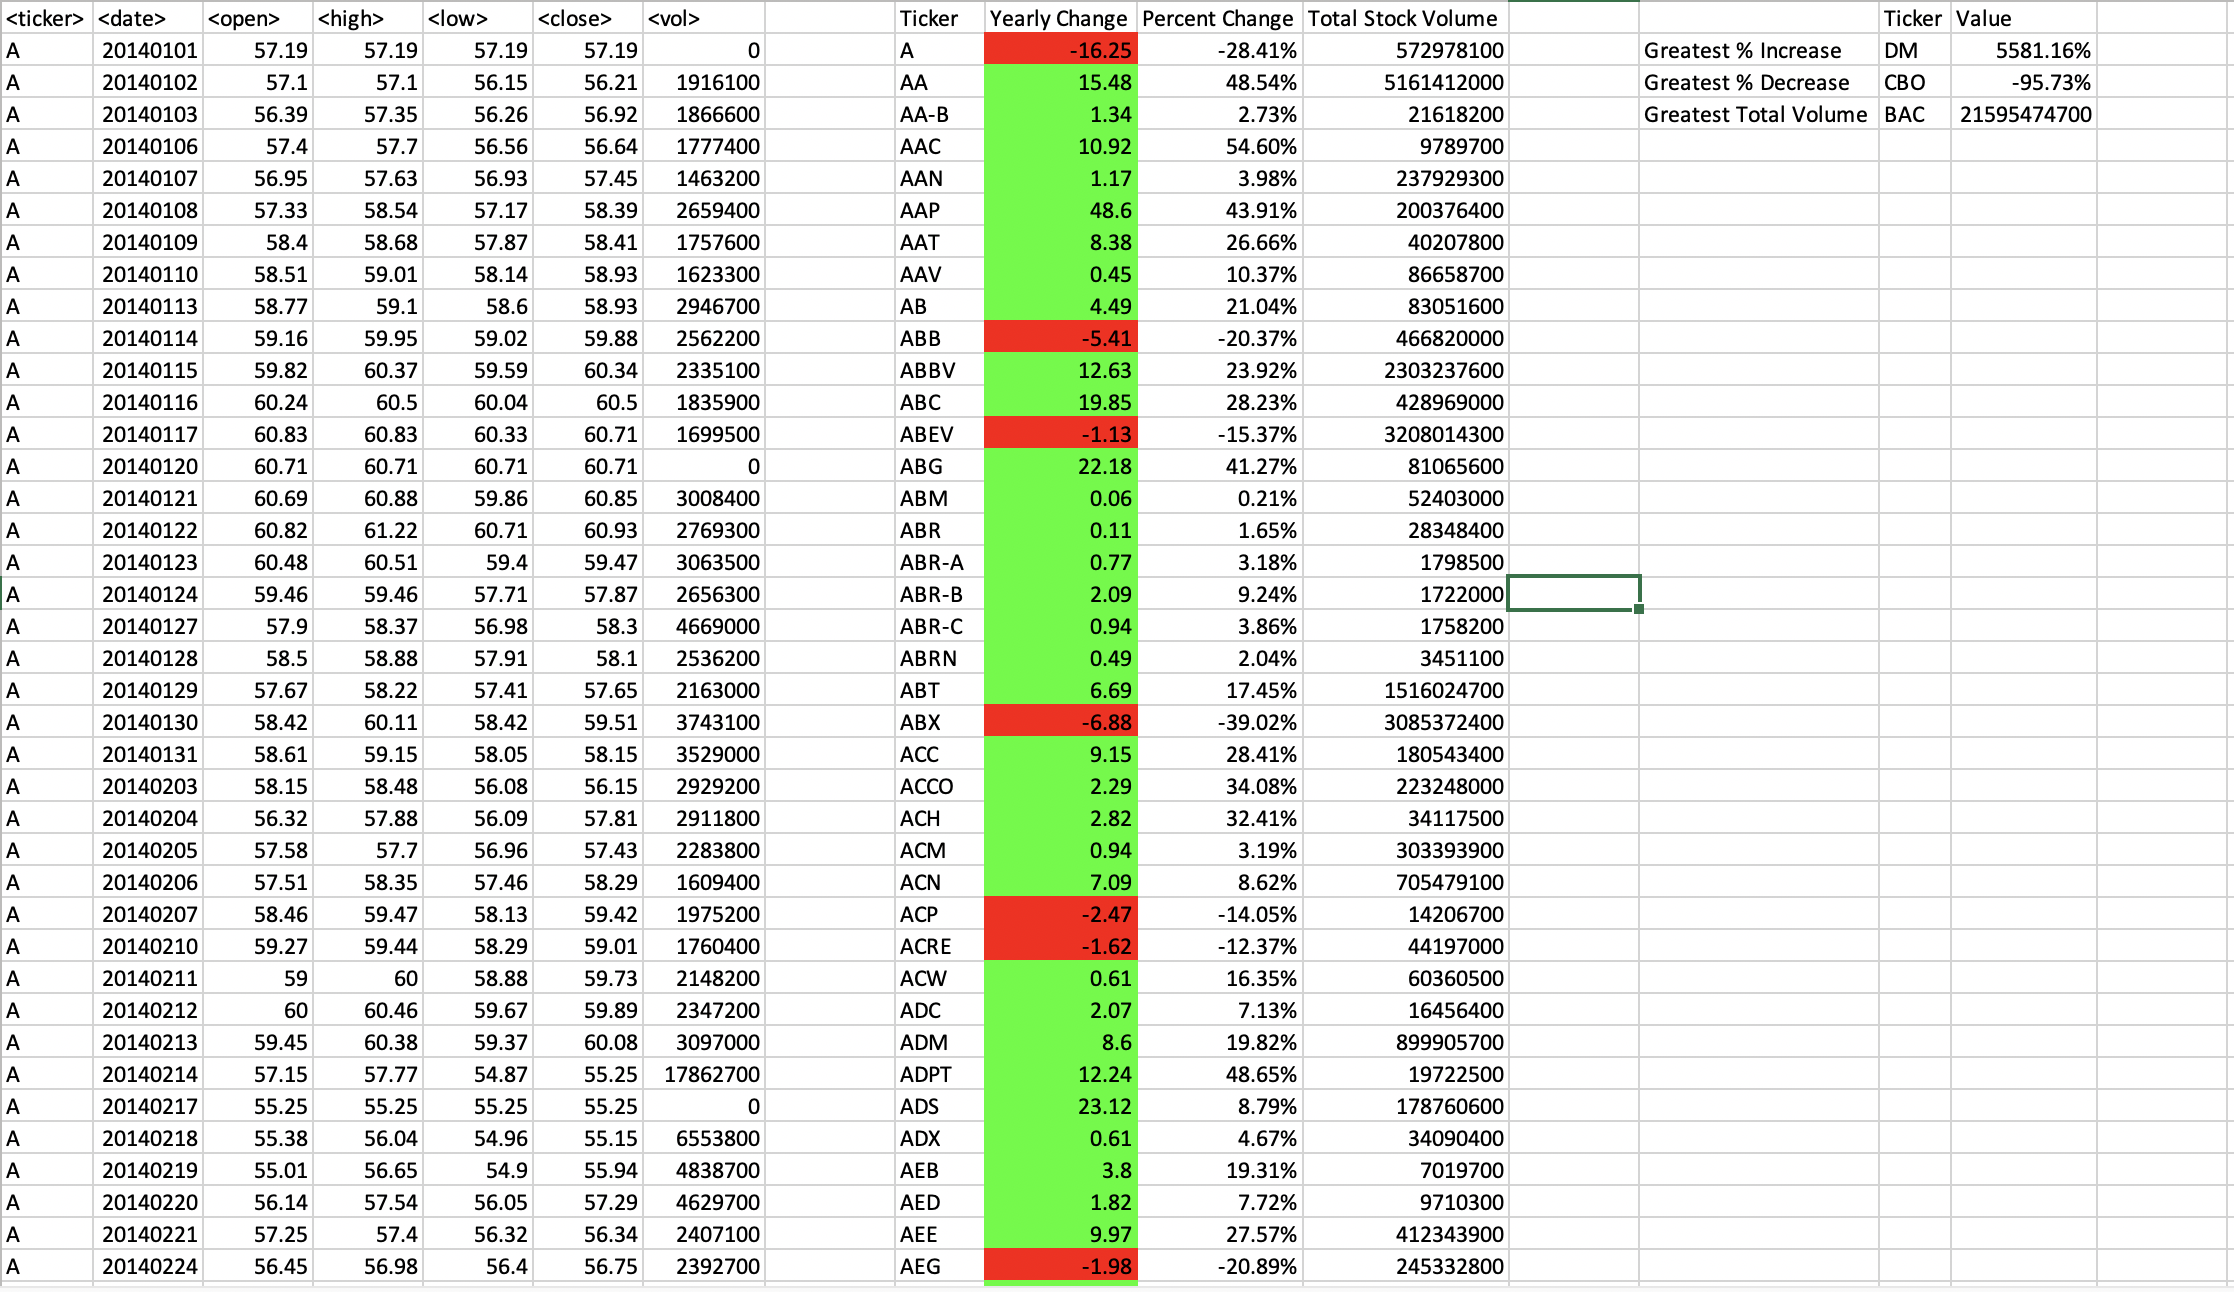 <ticker> <date> <open> <high> <low> <close> <vol> Ticker Yearly Change Percent Change Total Stock Volume Ticker Value
A 20140101 57.19 57.19 57.19 57.19 0 A -16.25 -28.41% 572978100 Greatest % Increase DM 5581.16%
A 20140102 57.1 57.1 56.15 56.21 1916100 AA 15.48 48.54% 5161412000 Greatest % Decrease CBO -95.73%
A 20140103 56.39 57.35 56.26 56.92 1866600 AA-B 1.34 2.73% 21618200 Greatest Total Volume BAC 21595474700
A 20140106 57.4 57.7 56.56 56.64 1777400 AAC 10.92 54.60% 9789700
A 20140107 56.95 57.63 56.93 57.45 1463200 AAN 1.17 3.98% 237929300
A 20140108 57.33 58.54 57.17 58.39 2659400 AAP 48.6 43.91% 200376400
A 20140109 58.4 58.68 57.87 58.41 1757600 AAT 8.38 26.66% 40207800
A 20140110 58.51 59.01 58.14 58.93 1623300 AAV 0.45 10.37% 86658700
A 20140113 58.77 59.1 58.6 58.93 2946700 AB 4.49 21.04% 83051600
A 20140114 59.16 59.95 59.02 59.88 2562200 ABB -5.41 -20.37% 466820000
A 20140115 59.82 60.37 59.59 60.34 2335100 ABBV 12.63 23.92% 2303237600
A 20140116 60.24 60.5 60.04 60.5 1835900 ABC 19.85 28.23% 428969000
A 20140117 60.83 60.83 60.33 60.71 1699500 ABEV -1.13 -15.37% 3208014300
A 20140120 60.71 60.71 60.71 60.71 0 ABG 22.18 41.27% 81065600
A 20140121 60.69 60.88 59.86 60.85 3008400 ABM 0.06 0.21% 52403000
A 20140122 60.82 61.22 60.71 60.93 2769300 ABR 0.11 1.65% 28348400
A 20140123 60.48 60.51 59.4 59.47 3063500 ABR-A 0.77 3.18% 1798500
A 20140124 59.46 59.46 57.71 57.87 2656300 ABR-B 2.09 9.24% 1722000
A 20140127 57.9 58.37 56.98 58.3 4669000 ABR-C 0.94 3.86% 1758200
A 20140128 58.5 58.88 57.91 58.1 2536200 ABRN 0.49 2.04% 3451100
A 20140129 57.67 58.22 57.41 57.65 2163000 ABT 6.69 17.45% 1516024700
A 20140130 58.42 60.11 58.42 59.51 3743100 ABX -6.88 -39.02% 3085372400
A 20140131 58.61 59.15 58.05 58.15 3529000 ACC 9.15 28.41% 180543400
A 20140203 58.15 58.48 56.08 56.15 2929200 ACCO 2.29 34.08% 223248000
A 20140204 56.32 57.88 56.09 57.81 2911800 ACH 2.82 32.41% 34117500
A 20140205 57.58 57.7 56.96 57.43 2283800 ACM 0.94 3.19% 303393900
A 20140206 57.51 58.35 57.46 58.29 1609400 ACN 7.09 8.62% 705479100
A 20140207 58.46 59.47 58.13 59.42 1975200 ACP -2.47 -14.05% 14206700
A 20140210 59.27 59.44 58.29 59.01 1760400 ACRE -1.62 -12.37% 44197000
A 20140211 59 60 58.88 59.73 2148200 ACW 0.61 16.35% 60360500
A 20140212 60 60.46 59.67 59.89 2347200 ADC 2.07 7.13% 16456400
A 20140213 59.45 60.38 59.37 60.08 3097000 ADM 8.6 19.82% 899905700
A 20140214 57.15 57.77 54.87 55.25 17862700 ADPT 12.24 48.65% 19722500
A 20140217 55.25 55.25 55.25 55.25 0 ADS 23.12 8.79% 178760600
A 20140218 55.38 56.04 54.96 55.15 6553800 ADX 0.61 4.67% 34090400
A 20140219 55.01 56.65 54.9 55.94 4838700 AEB 3.8 19.31% 7019700
A 20140220 56.14 57.54 56.05 57.29 4629700 AED 1.82 7.72% 9710300
A 20140221 57.25 57.4 56.32 56.34 2407100 AEE 9.97 27.57% 412343900
A 20140224 56.45 56.98 56.4 56.75 2392700 AEG -1.98 -20.89% 245332800